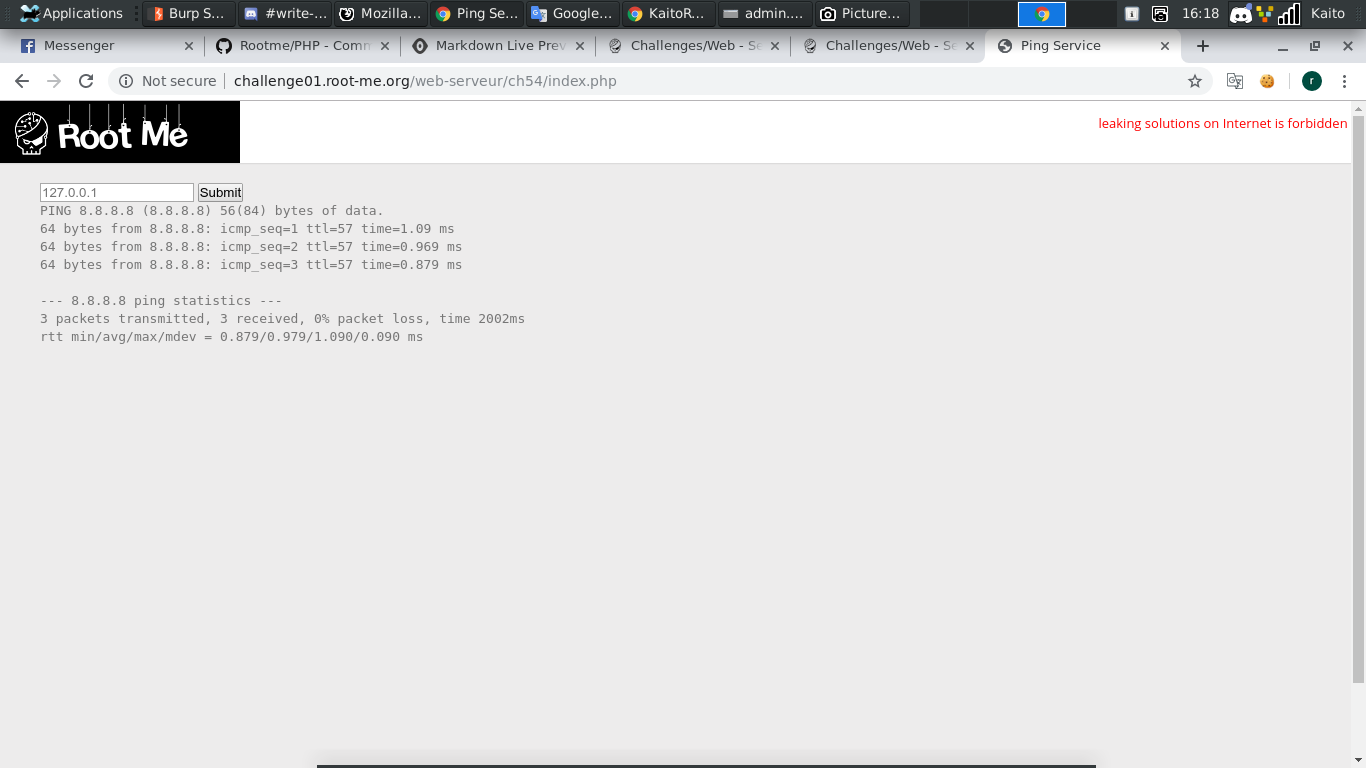 Applications Burp S... #write-... Mozilla... Ping Se... Google... KaitoR... admin.... Picture... 16:18 Kaito
Messenger Rootme/PHP - Comm Markdown Live Prev Challenges/Web - Se Challenges/Web - Se Ping Service
Not secure challenge01.root-me.org/web-serveur/ch54/index.php r
Root Me
leaking solutions on Internet is forbidden
127.0.0.1 Submit
PING 8.8.8.8 (8.8.8.8) 56(84) bytes of data.
64 bytes from 8.8.8.8: icmp_seq=1 ttl=57 time=1.09 ms
64 bytes from 8.8.8.8: icmp_seq=2 ttl=57 time=0.969 ms
64 bytes from 8.8.8.8: icmp_seq=3 ttl=57 time=0.879 ms
--- 8.8.8.8 ping statistics ---
3 packets transmitted, 3 received, 0% packet loss, time 2002ms
rtt min/avg/max/mdev = 0.879/0.979/1.090/0.090 ms